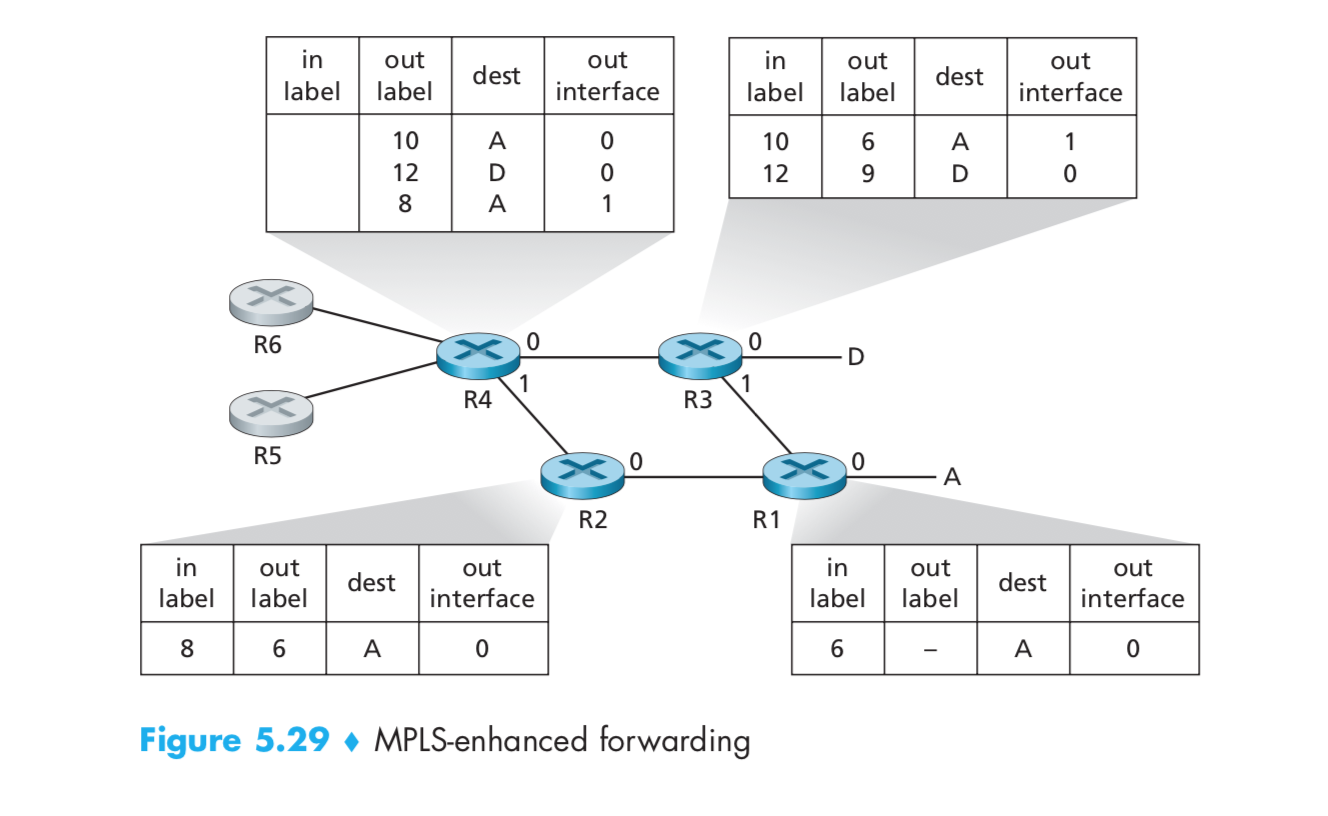 in label out label dest out interface
10 A 0
12 D 0
8 A 1
in label out label dest out interface
10 6 A 1
12 9 D 0
R6
R5
R4
0
1
R3
0
1
D
R2
0
R1
0
A
in label out label dest out interface
8 6 A 0
in label out label dest out interface
6 – A 0
Figure 5.29 ♦ MPLS-enhanced forwarding